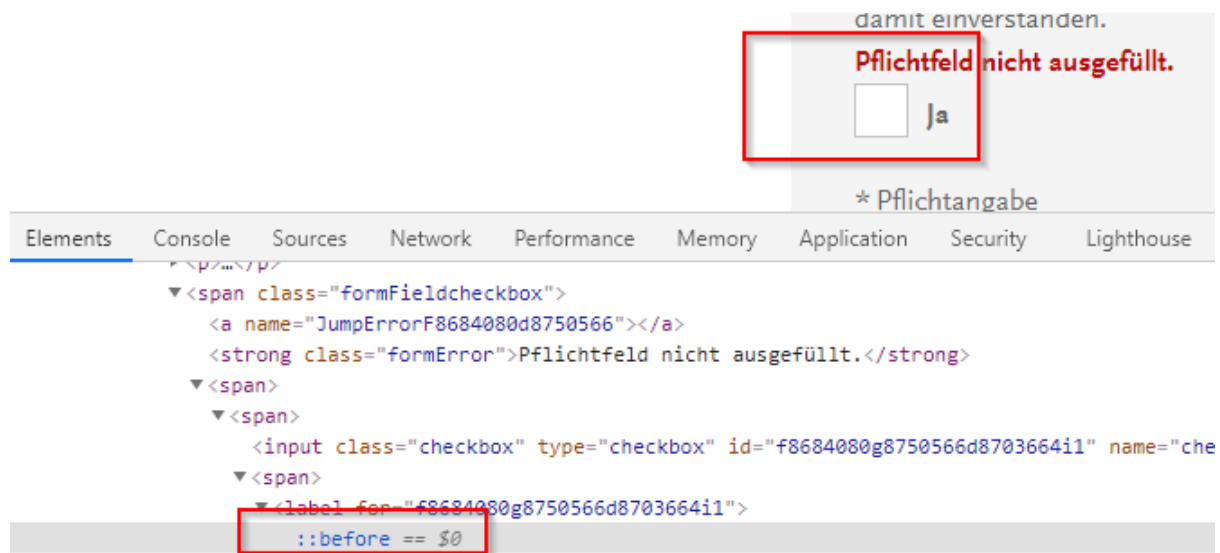 damit einverstanden.
Pflichtfeld nicht ausgefüllt.
Ja
* Pflichtangabe
Elements Console Sources Network Performance Memory Application Security Lighthouse
▸<p>…</p>
▼<span class="formFieldcheckbox">
<a name="JumpErrorF8684080d8750566"></a>
<strong class="formError">Pflichtfeld nicht ausgefüllt.</strong>
▼<span>
▼<span>
<input class="checkbox" type="checkbox" id="f8684080g8750566d8703664i1" name="che
▼<span>
▼<label for="f8684080g8750566d8703664i1">
::before == $0